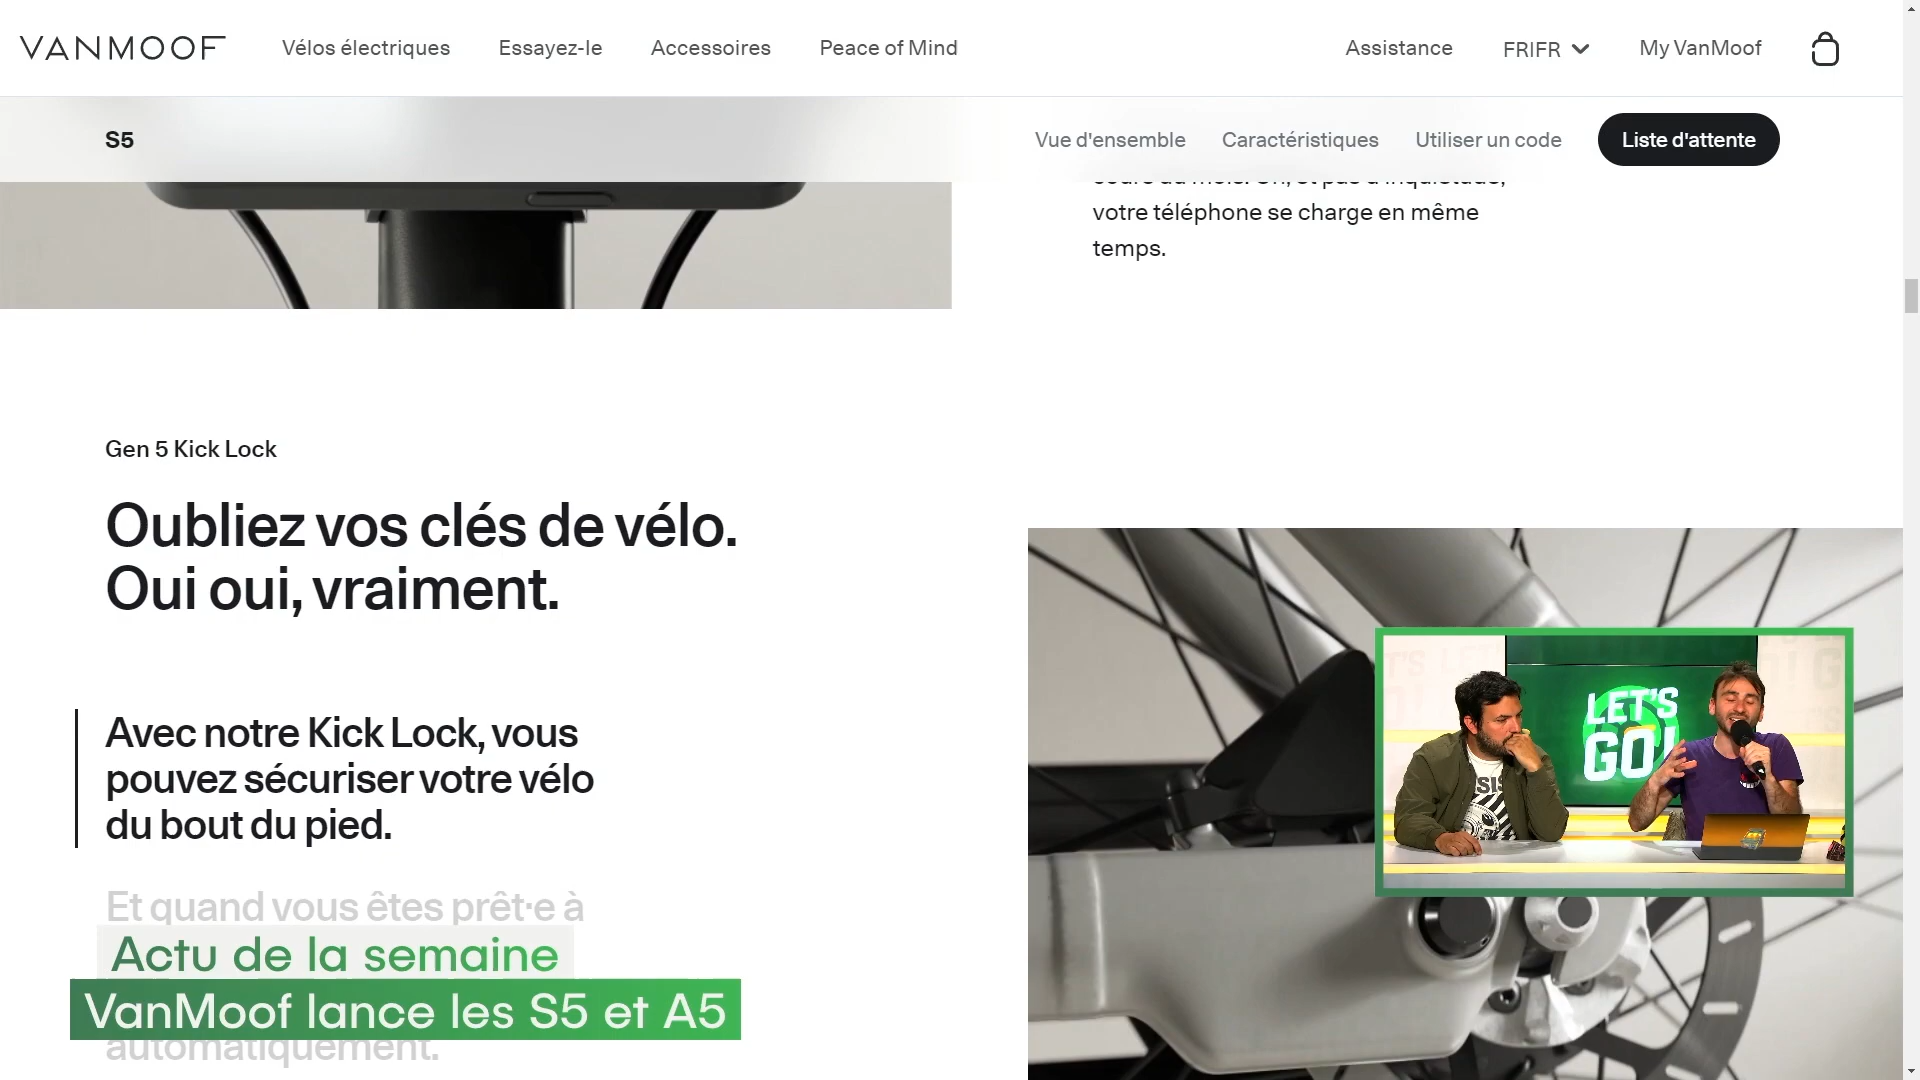 VANMOOF
Vélos électriques
Essayez-le
Accessoires
Peace of Mind
Assistance
FRIFR
My VanMoof
S5
Vue d'ensemble
Caractéristiques
Utiliser un code
Liste d'attente
votre téléphone se charge en même
temps.
Gen 5 Kick Lock
Oubliez vos clés de vélo.
Oui oui, vraiment.
Avec notre Kick Lock, vous
pouvez sécuriser votre vélo
du bout du pied.
Et quand vous êtes prêt·e à
Actu de la semaine
VanMoof lance les S5 et A5
automatiquement.
LET'S
GO!